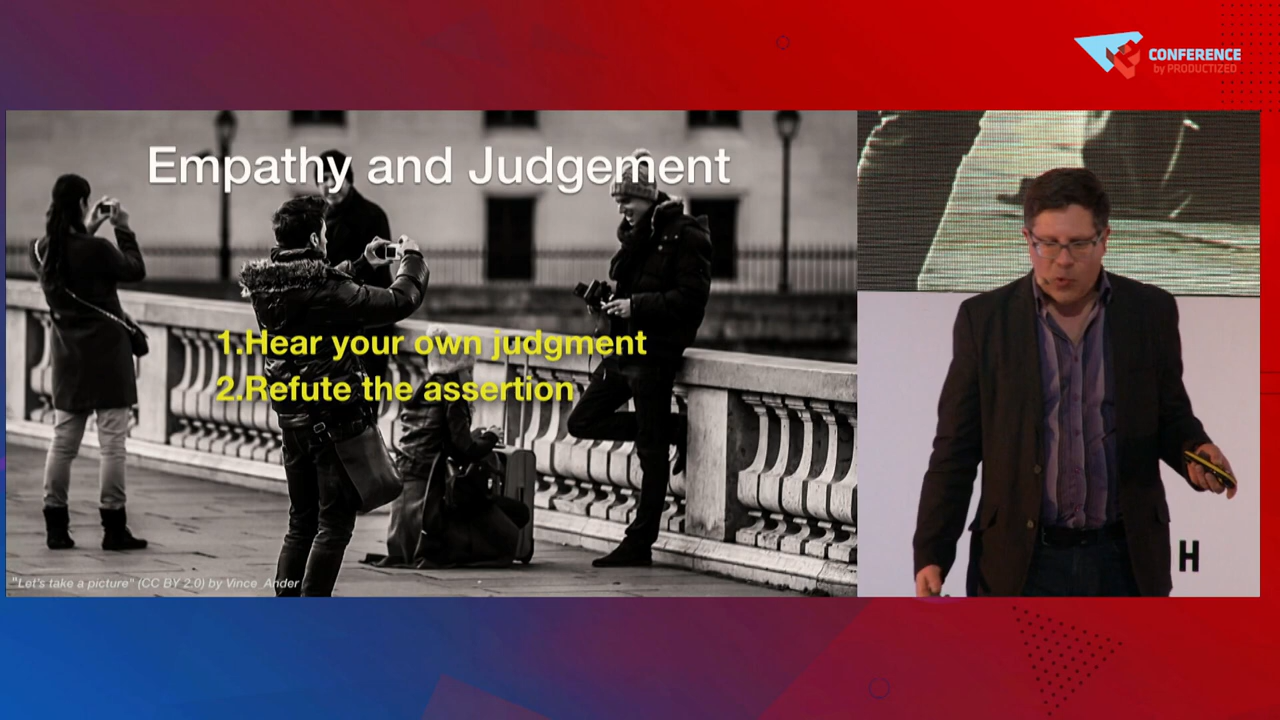 CONFERENCE
by PRODUCTIZED
Empathy and Judgement
1.Hear your own judgment
2.Refute the assertion
"Let's take a picture" (CC BY 2.0) by Vince_Ander
H